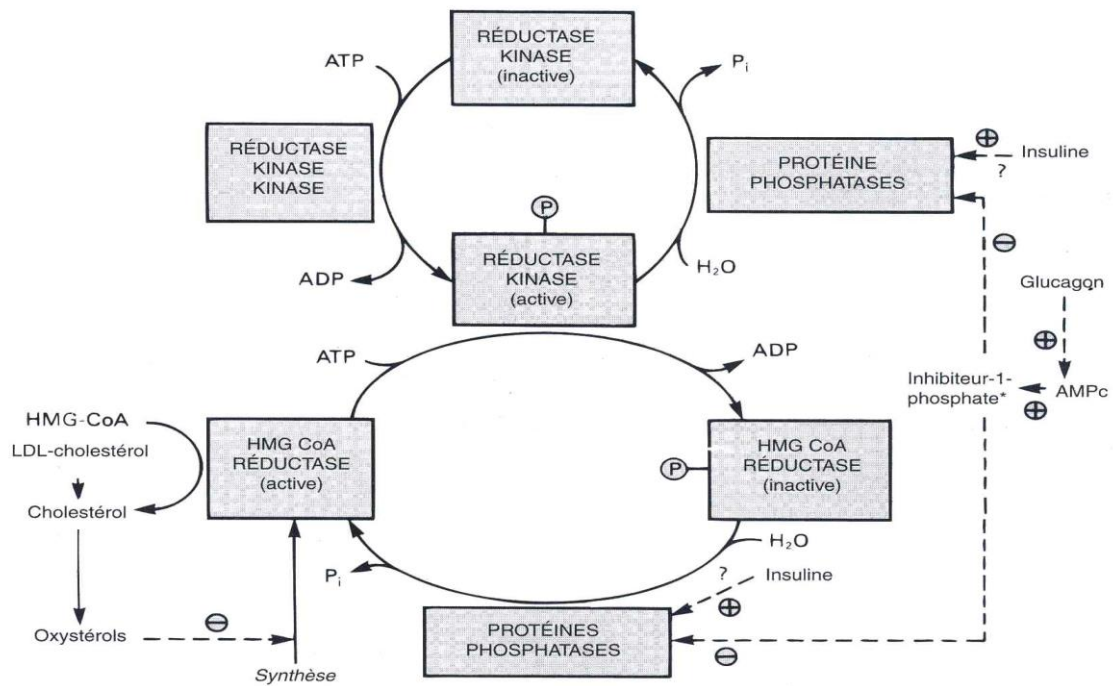 RÉDUCTASE
KINASE
(inactive)
ATP
P i
RÉDUCTASE
KINASE
KINASE
PROTÉINE
PHOSPHATASES
⊕
Insuline
?
P
⊖
RÉDUCTASE
KINASE
(active)
ADP
H₂O
Glucagon
⊕
ATP
ADP
Inhibiteur-1-
phosphate*
AMPc
⊕
HMG-CoA
LDL-cholestérol
HMG CoA
RÉDUCTASE
(active)
P
HMG CoA
RÉDUCTASE
(inactive)
Cholestérol
H₂O
P i
?
Insuline
⊕
Oxystérols
⊖
PROTÉINES
PHOSPHATASES
⊖
Synthèse